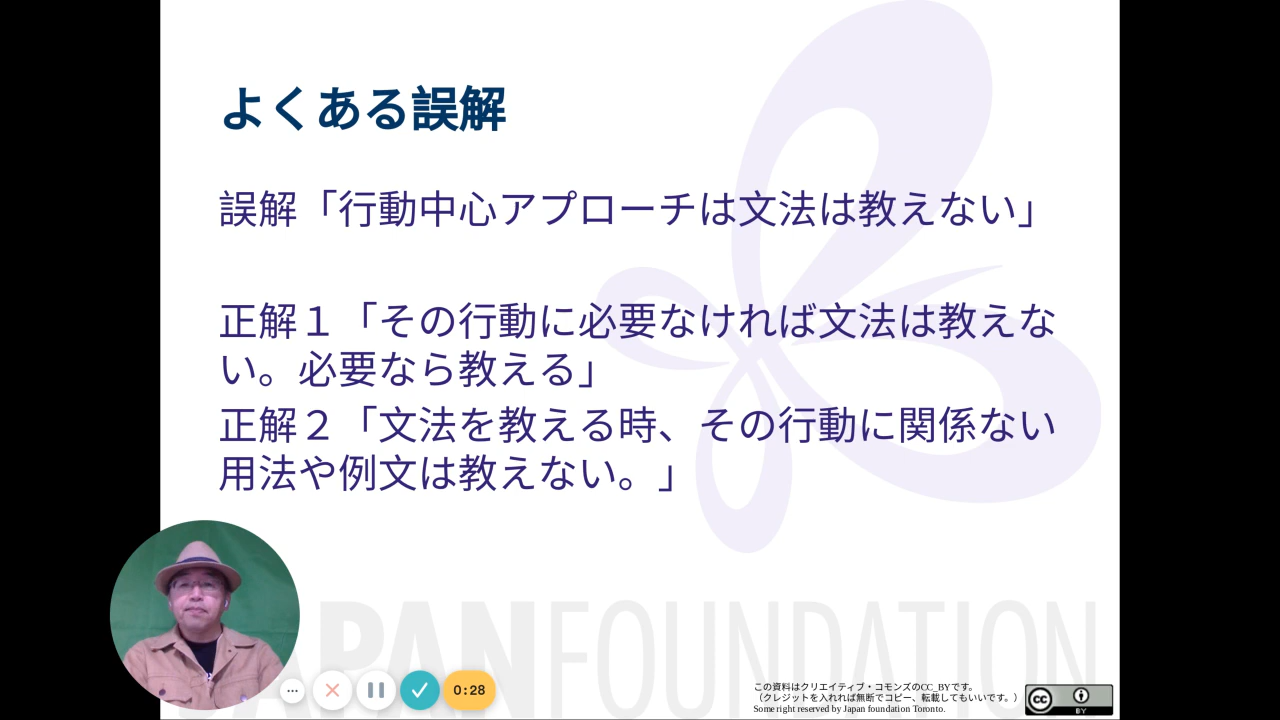 よくある誤解
誤解「行動中心アプローチは文法は教えない」
正解１「その行動に必要なければ文法は教えな
い。必要なら教える」
正解２「文法を教える時、その行動に関係ない
用法や例文は教えない。」
JAPAN FOUNDATION
0:28
この資料はクリエイティブ・コモンズのCC_BYです。
（クレジットを入れれば無断でコピー、転載してもいいです。）
Some right reserved by Japan foundation Toronto.
cc
BY